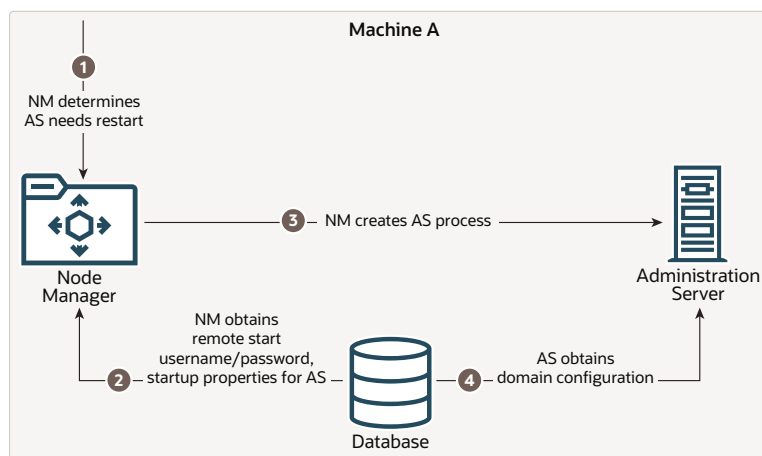 Machine A
1
NM determines
AS needs restart
3
NM creates AS process
Node
Manager
Administration
Server
NM obtains
remote start
username/password,
startup properties for AS
2
4
AS obtains
domain configuration
Database